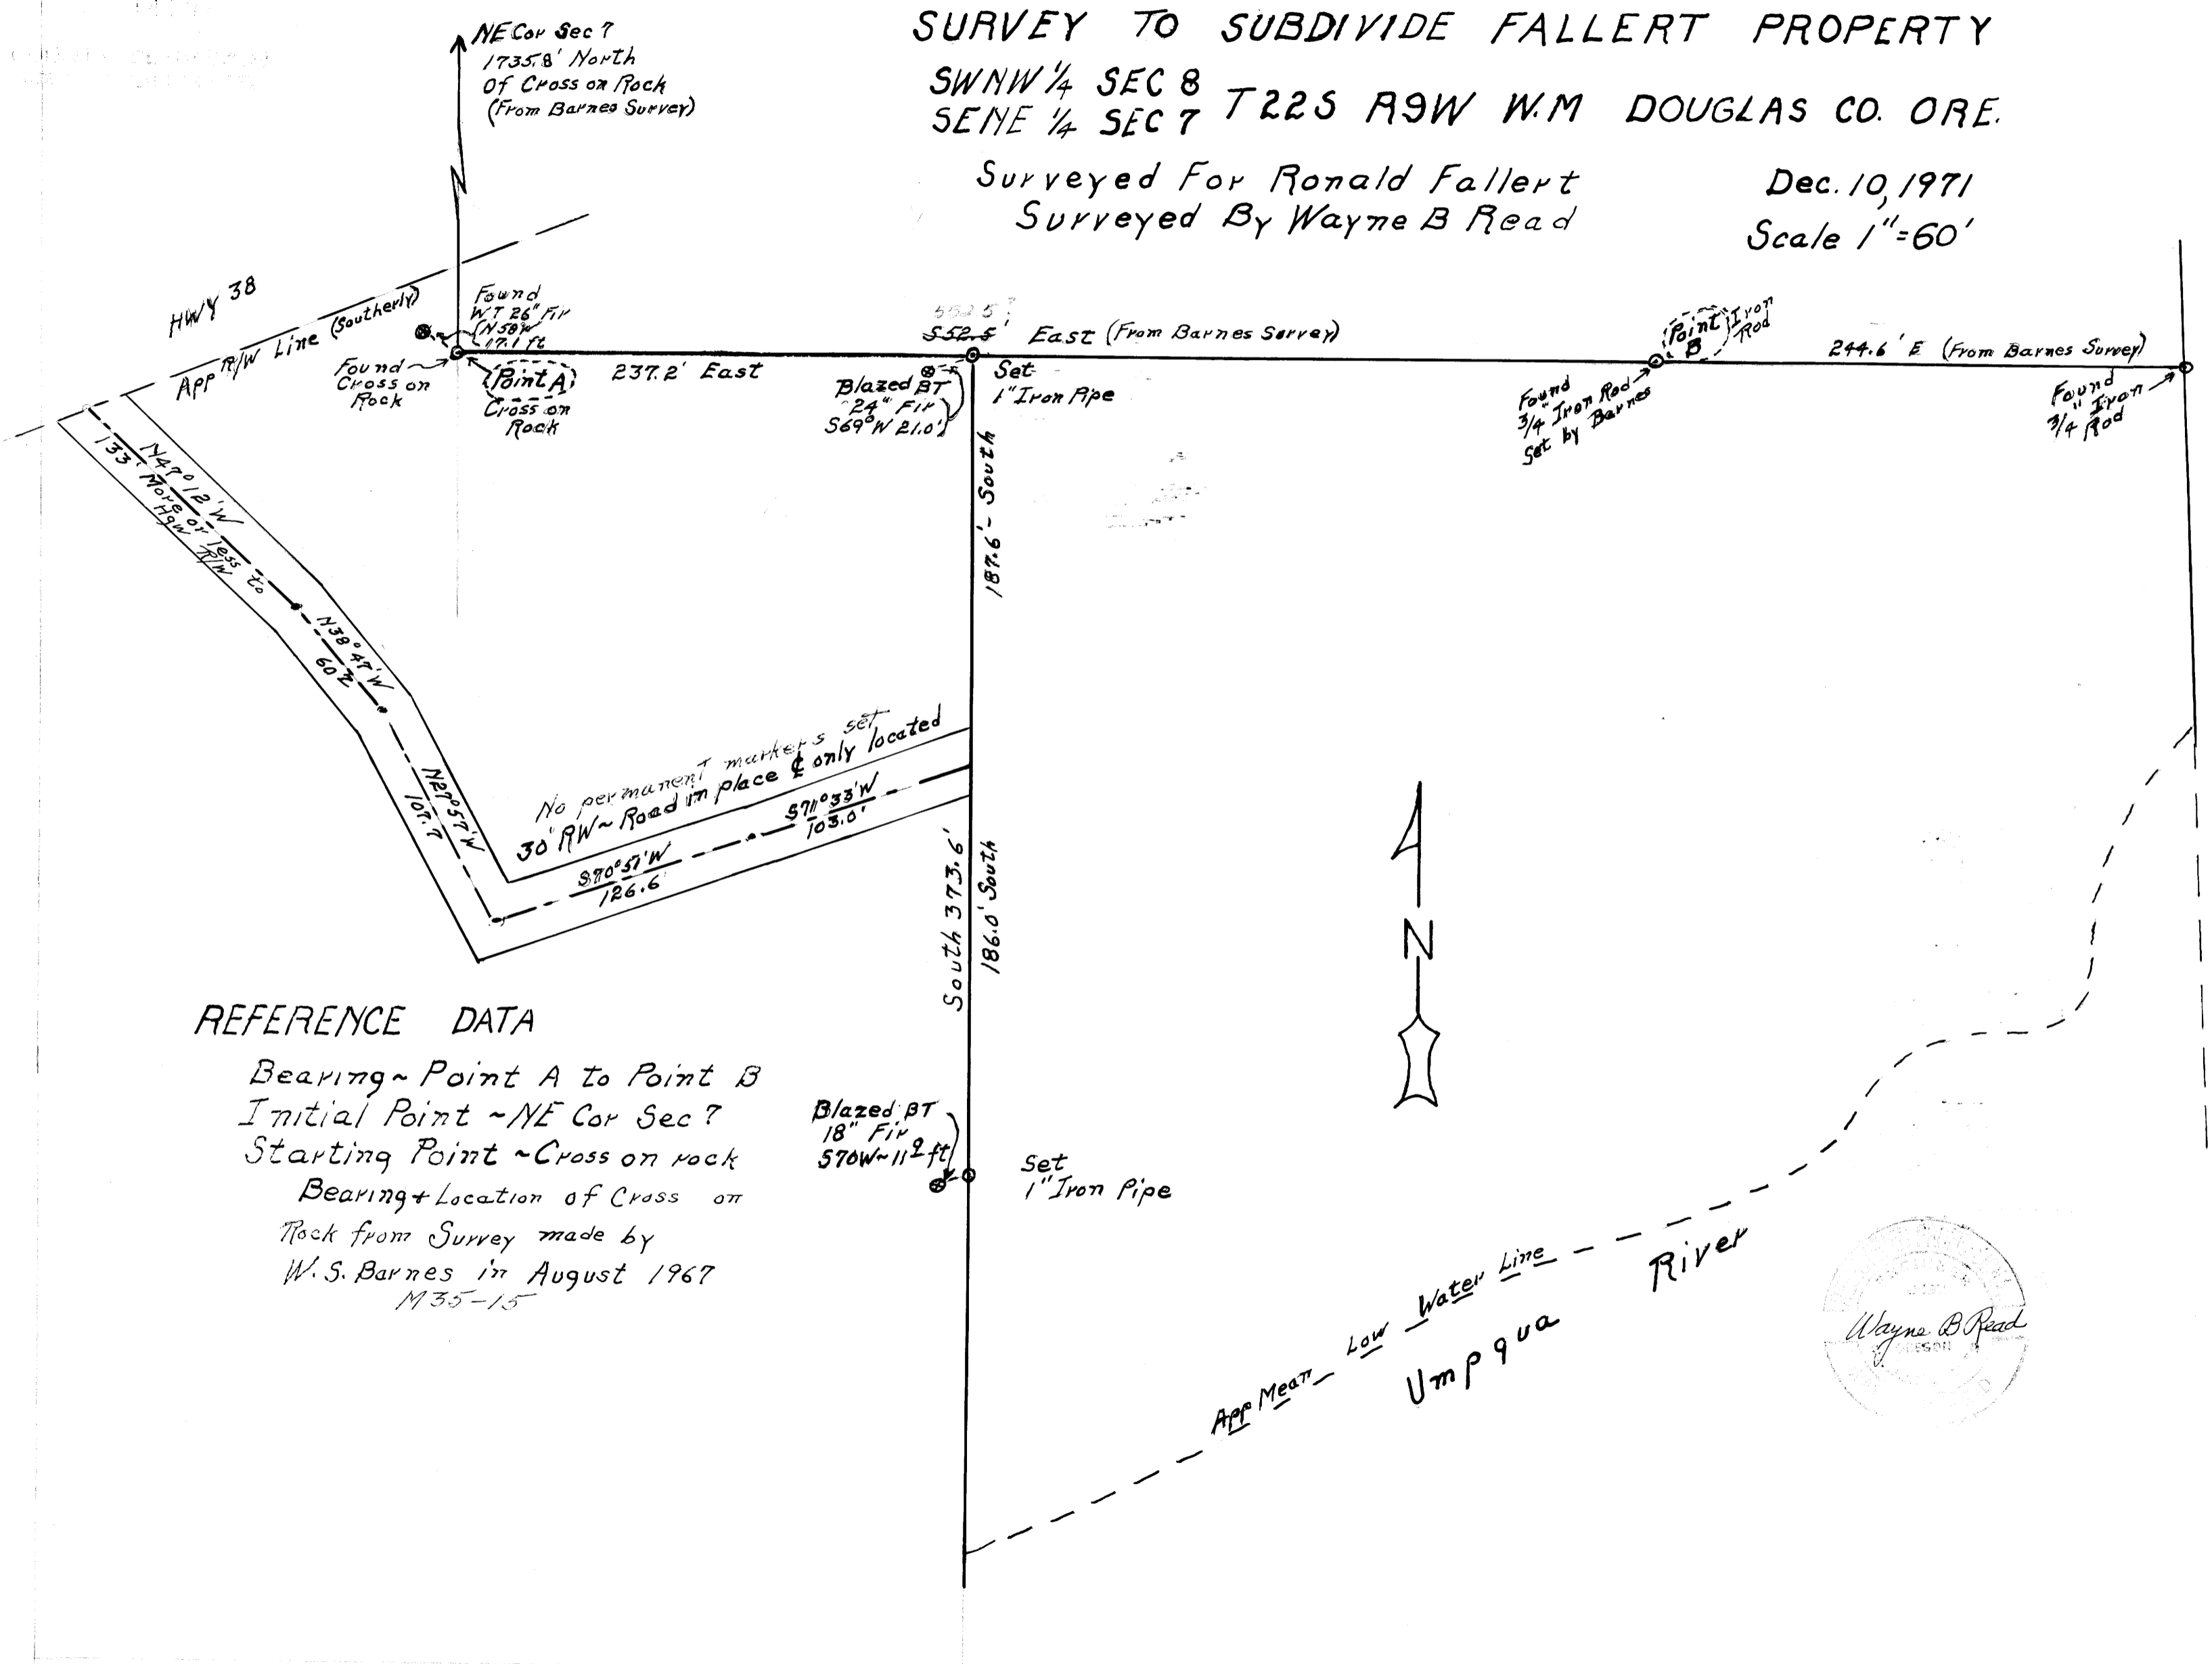 SURVEY TO SUBDIVIDE FALLERT PROPERTY
SWNW ¼ SEC 8
SENE ¼ SEC 7
T22S R9W W.M DOUGLAS CO. ORE.
Surveyed For Ronald Fallert
Surveyed By Wayne B Read
Dec. 10, 1971
Scale 1"=60'
NE Cor Sec 7
1735.8' North
Of Cross on Rock
(From Barnes Survey)
HWY 38
App R/W Line (Southerly)
Found
WT 26" Fir
N58W
17.1 ft
Found
Cross on
Rock
(Point A)
Cross on
Rock
237.2' East
552.5'
552.5' East (From Barnes Survey)
Blazed BT
24" Fir
S69°W 21.0'
Set
1" Iron Pipe
Point
B
Iron
Rod
Found
3/4" Iron Rod
Set by Barnes
244.6' E (From Barnes Survey)
Found
3/4" Iron
Rod
N47°12'W
133' More or less to
Hgw R/W
N38°47'W
60.2
N27°57'W
107.7
No permanent markers set
30' RW~Road in place ℄ only located
S70°57'W
126.6
S71°33'W
103.0'
187.6'- South
South 373.6'
186.0' South
N
REFERENCE DATA
Bearing~ Point A to Point B
Initial Point ~NE Cor Sec 7
Starting Point ~Cross on rock
Bearing+Location of Cross on
Rock from Survey made by
W.S. Barnes in August 1967
M35-15
Blazed BT
18" Fir
S70W~11.2 ft
Set
1" Iron Pipe
App Mean Low Water Line
Umpqua River
Wayne B Read